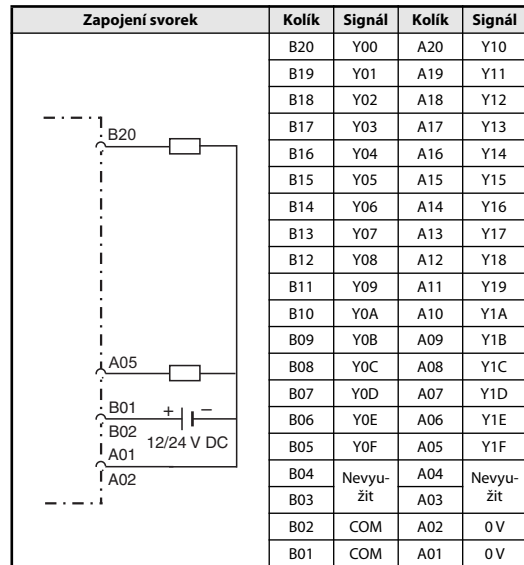 Zapojení svorek Kolík Signál Kolík Signál
B20 Y00 A20 Y10
B19 Y01 A19 Y11
B18 Y02 A18 Y12
B17 Y03 A17 Y13
B16 Y04 A16 Y14
B15 Y05 A15 Y15
B14 Y06 A14 Y16
B13 Y07 A13 Y17
B12 Y08 A12 Y18
B11 Y09 A11 Y19
B10 Y0A A10 Y1A
B09 Y0B A09 Y1B
B08 Y0C A08 Y1C
B07 Y0D A07 Y1D
B06 Y0E A06 Y1E
B05 Y0F A05 Y1F
B04 Nevyu- A04 Nevyu-
B03 žit A03 žit
B02 COM A02 0 V
B01 COM A01 0 V
B20
A05
B01 + –
B02 12/24 V DC
A01
A02